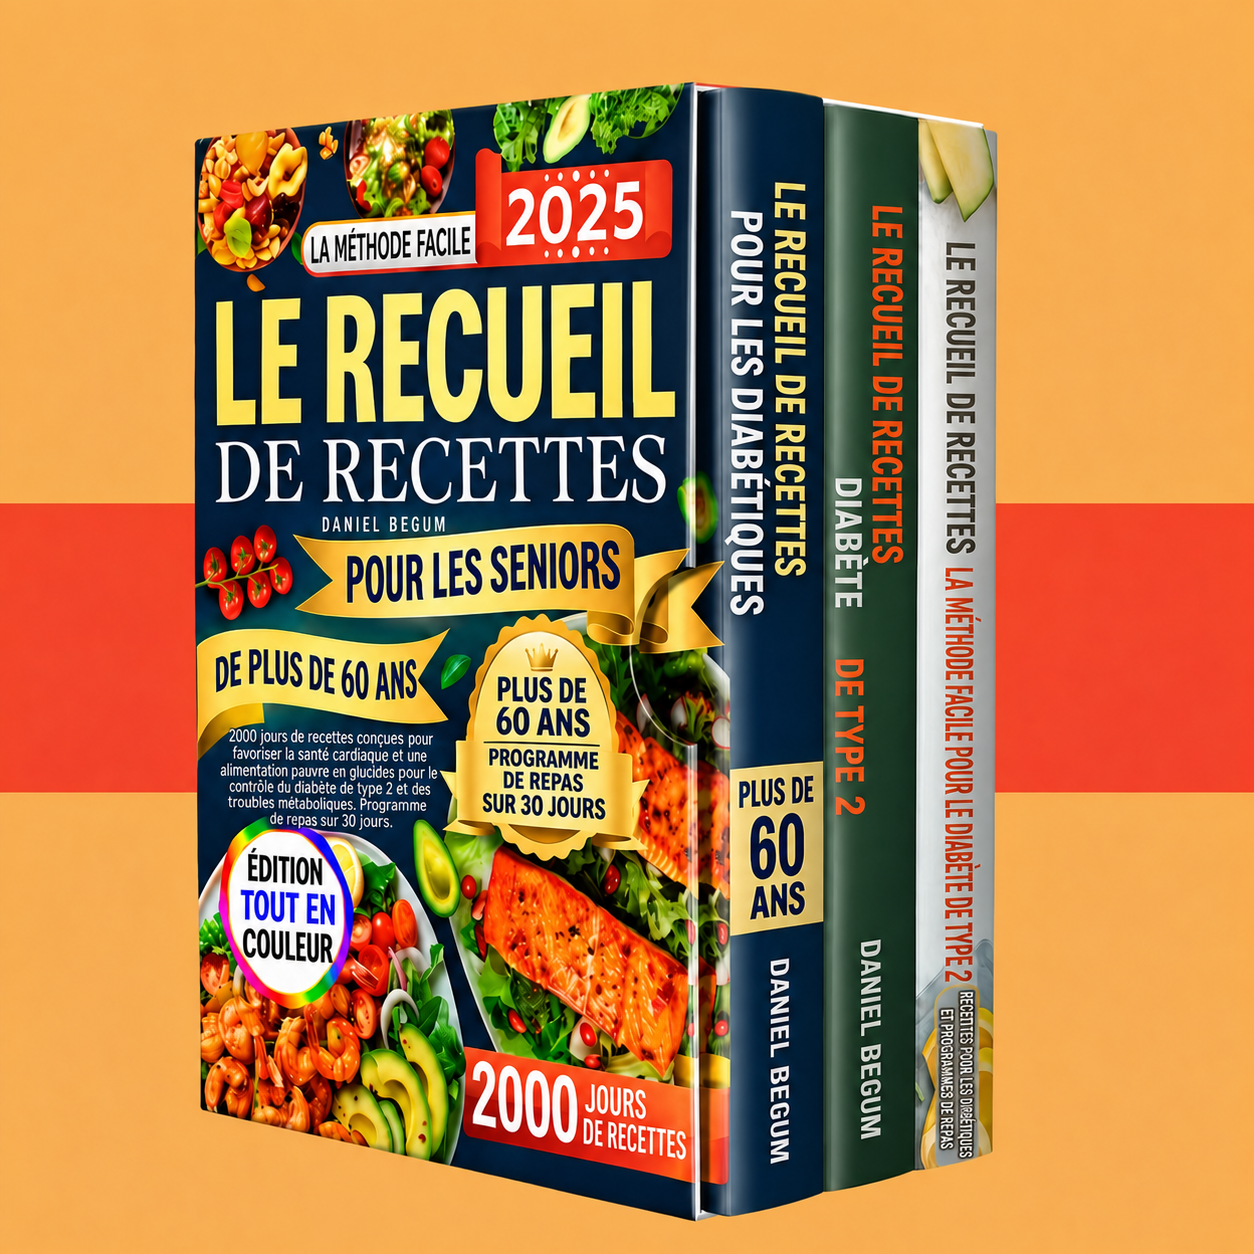 LA MÉTHODE FACILE
2025
LE RECUEIL
DE RECETTES
DANIEL BEGUM
POUR LES SENIORS
DE PLUS DE 60 ANS
2000 jours de recettes conçues pour
favoriser la santé cardiaque et une
alimentation pauvre en glucides pour le
contrôle du diabète de type 2 et des
troubles métaboliques. Programme
de repas sur 30 jours.
PLUS DE
60 ANS
PROGRAMME
DE REPAS
SUR 30 JOURS
ÉDITION
TOUT EN
COULEUR
2000 JOURS
DE RECETTES
LE RECUEIL DE RECETTES
POUR LES DIABÉTIQUES
PLUS DE
60
ANS
DANIEL BEGUM
LE RECUEIL DE RECETTES
DIABÈTE DE TYPE 2
DANIEL BEGUM
LE RECUEIL DE RECETTES LA MÉTHODE FACILE POUR LE DIABÈTE DE TYPE 2
RECETTES POUR LES DIABÉTIQUES
ET PROGRAMMES DE REPAS